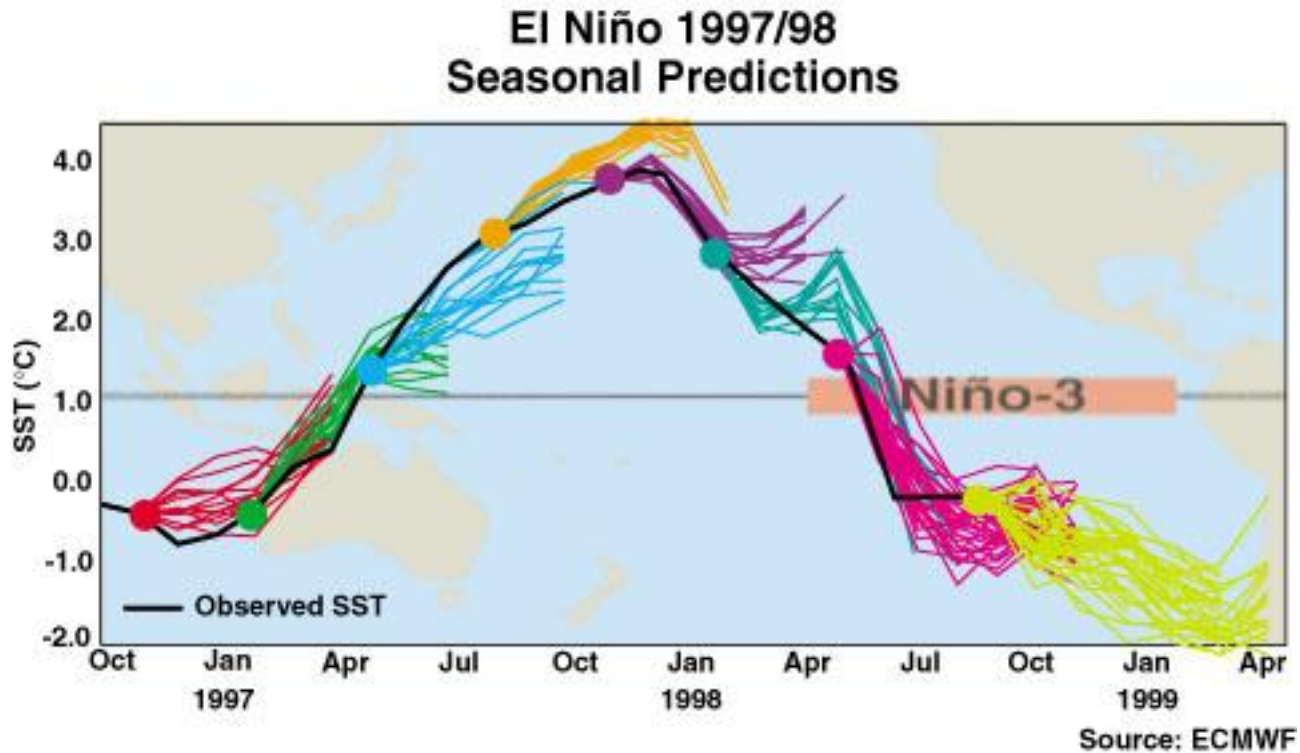 El Niño 1997/98
Seasonal Predictions
4.0
3.0
2.0
1.0
0.0
-1.0
-2.0
SST (°C)
Niño-3
Observed SST
Oct Jan Apr Jul Oct Jan Apr Jul Oct Jan Apr
1997 1998 1999
Source: ECMWF